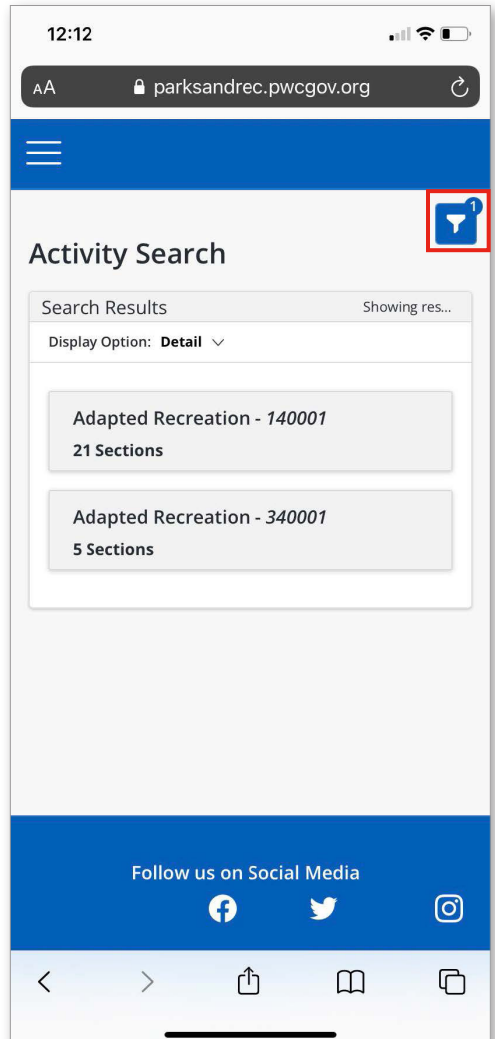 12:12
AA parksandrec.pwcgov.org
1
Activity Search
Search Results Showing res...
Display Option: Detail
Adapted Recreation - 140001
21 Sections
Adapted Recreation - 340001
5 Sections
Follow us on Social Media